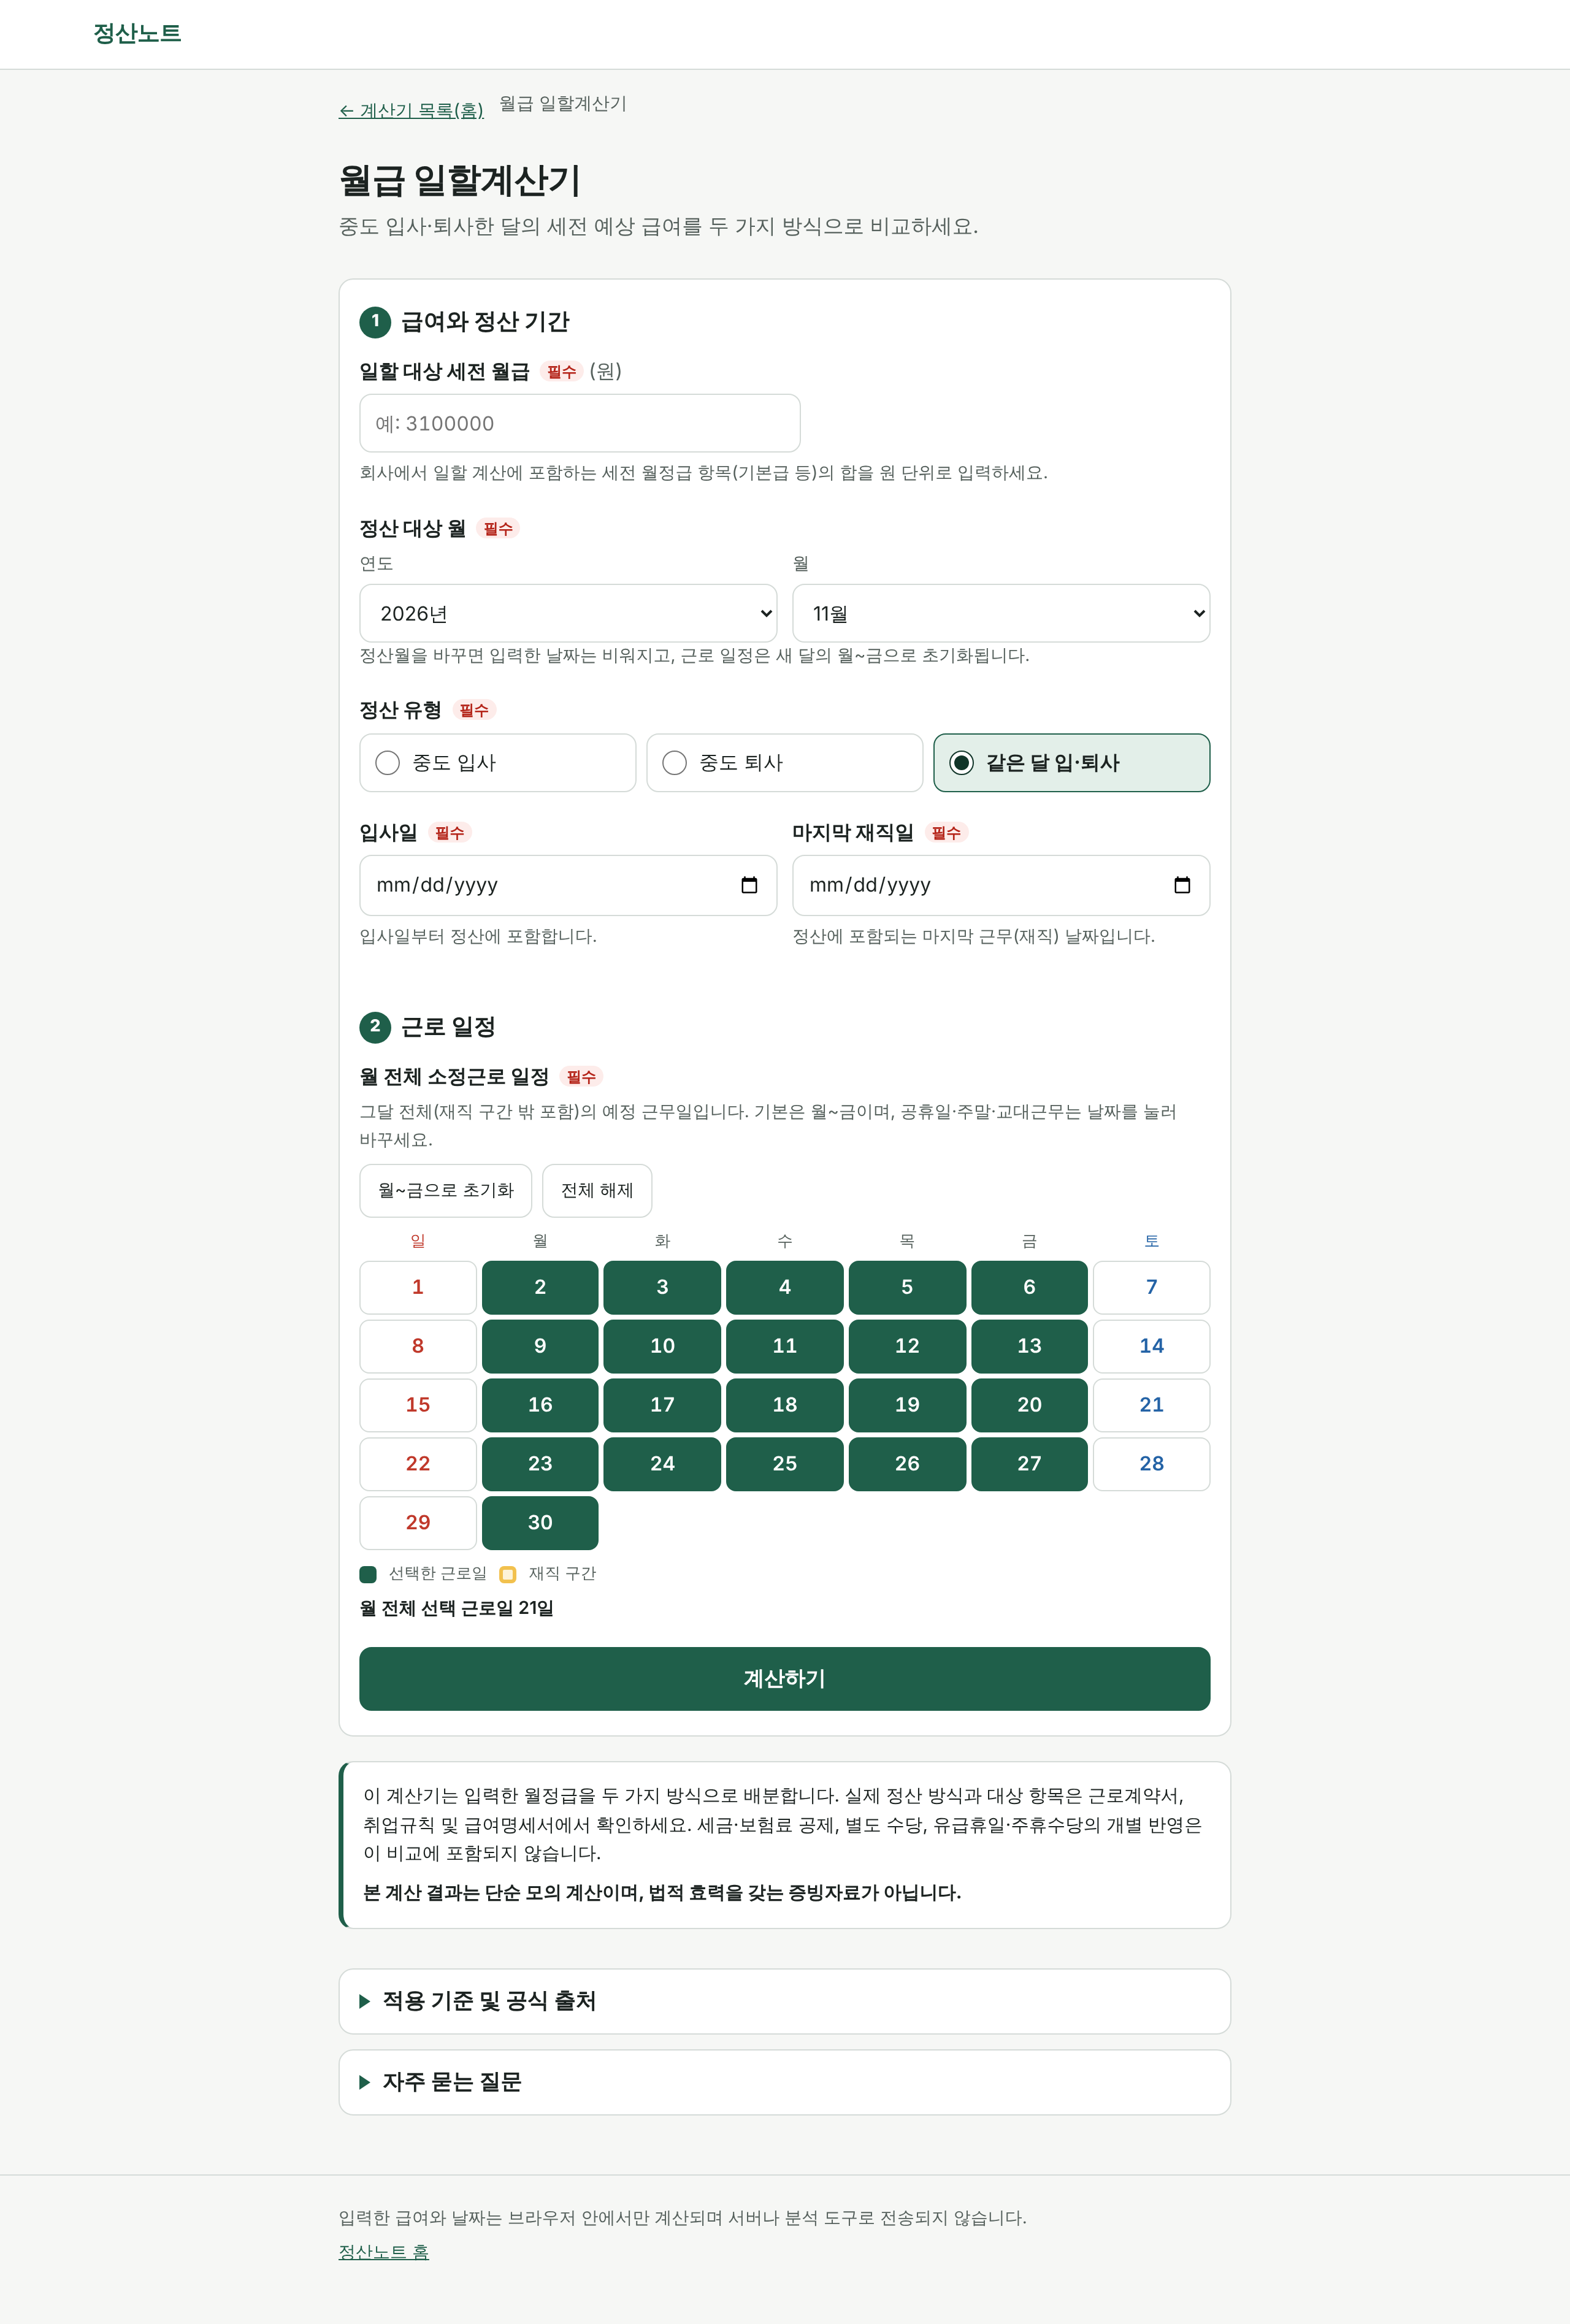 정산노트
← 계산기 목록(홈) 월급 일할계산기
월급 일할계산기
중도 입사·퇴사한 달의 세전 예상 급여를 두 가지 방식으로 비교하세요.
1 급여와 정산 기간
일할 대상 세전 월급 필수 (원)
예: 3100000
회사에서 일할 계산에 포함하는 세전 월정급 항목(기본급 등)의 합을 원 단위로 입력하세요.
정산 대상 월 필수
연도 월
2026년 11월
정산월을 바꾸면 입력한 날짜는 비워지고, 근로 일정은 새 달의 월~금으로 초기화됩니다.
정산 유형 필수
중도 입사 중도 퇴사 같은 달 입·퇴사
입사일 필수 마지막 재직일 필수
mm/dd/yyyy mm/dd/yyyy
입사일부터 정산에 포함합니다. 정산에 포함되는 마지막 근무(재직) 날짜입니다.
2 근로 일정
월 전체 소정근로 일정 필수
그달 전체(재직 구간 밖 포함)의 예정 근무일입니다. 기본은 월~금이며, 공휴일·주말·교대근무는 날짜를 눌러
바꾸세요.
월~금으로 초기화 전체 해제
일 월 화 수 목 금 토
1 2 3 4 5 6 7
8 9 10 11 12 13 14
15 16 17 18 19 20 21
22 23 24 25 26 27 28
29 30
선택한 근로일 재직 구간
월 전체 선택 근로일 21일
계산하기
이 계산기는 입력한 월정급을 두 가지 방식으로 배분합니다. 실제 정산 방식과 대상 항목은 근로계약서,
취업규칙 및 급여명세서에서 확인하세요. 세금·보험료 공제, 별도 수당, 유급휴일·주휴수당의 개별 반영은
이 비교에 포함되지 않습니다.
본 계산 결과는 단순 모의 계산이며, 법적 효력을 갖는 증빙자료가 아닙니다.
적용 기준 및 공식 출처
자주 묻는 질문
입력한 급여와 날짜는 브라우저 안에서만 계산되며 서버나 분석 도구로 전송되지 않습니다.
정산노트 홈